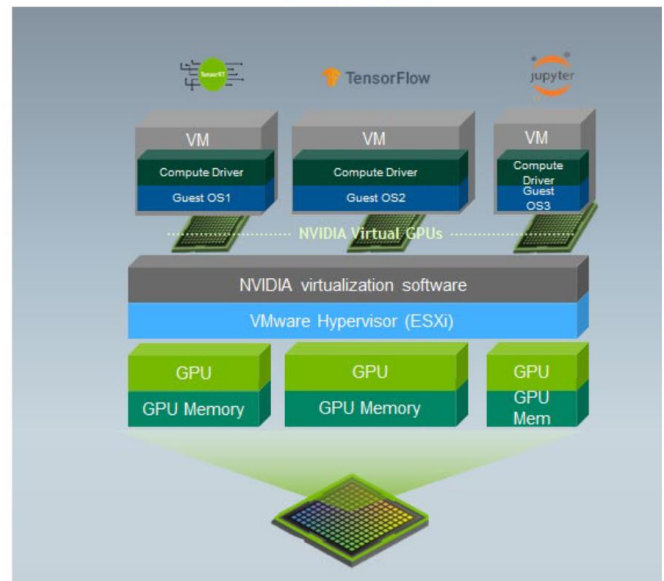 TensorRT
TensorFlow
jupyter
VM
VM
VM
Compute Driver
Guest OS1
Compute Driver
Guest OS2
Compute
Driver
Guest
OS3
NVIDIA Virtual GPUs
NVIDIA virtualization software
VMware Hypervisor (ESXi)
GPU
GPU
GPU
GPU Memory
GPU Memory
GPU
Mem